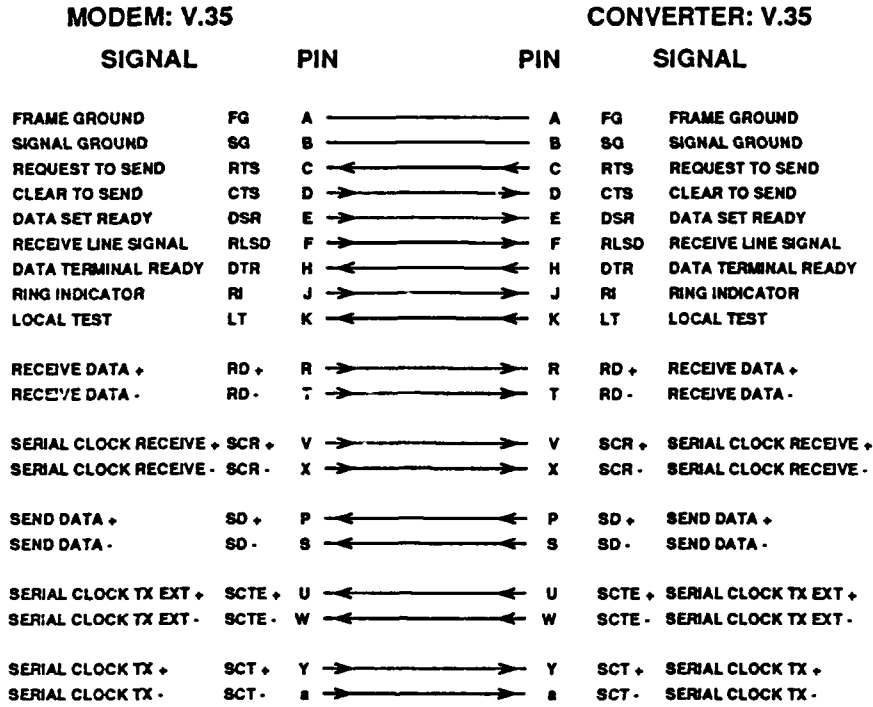 MODEM: V.35 CONVERTER: V.35
SIGNAL PIN PIN SIGNAL
FRAME GROUND FG A A FG FRAME GROUND
SIGNAL GROUND SG B B SG SIGNAL GROUND
REQUEST TO SEND RTS C C RTS REQUEST TO SEND
CLEAR TO SEND CTS D D CTS CLEAR TO SEND
DATA SET READY DSR E E DSR DATA SET READY
RECEIVE LINE SIGNAL RLSD F F RLSD RECEIVE LINE SIGNAL
DATA TERMINAL READY DTR H H DTR DATA TERMINAL READY
RING INDICATOR RI J J RI RING INDICATOR
LOCAL TEST LT K K LT LOCAL TEST
RECEIVE DATA + RD + R R RD + RECEIVE DATA +
RECEIVE DATA - RD - T T RD - RECEIVE DATA -
SERIAL CLOCK RECEIVE + SCR + V V SCR + SERIAL CLOCK RECEIVE +
SERIAL CLOCK RECEIVE - SCR - X X SCR - SERIAL CLOCK RECEIVE -
SEND DATA + SD + P P SD + SEND DATA +
SEND DATA - SD - S S SD - SEND DATA -
SERIAL CLOCK TX EXT + SCTE + U U SCTE + SERIAL CLOCK TX EXT +
SERIAL CLOCK TX EXT - SCTE - W W SCTE - SERIAL CLOCK TX EXT -
SERIAL CLOCK TX + SCT + Y Y SCT + SERIAL CLOCK TX +
SERIAL CLOCK TX - SCT - a a SCT - SERIAL CLOCK TX -